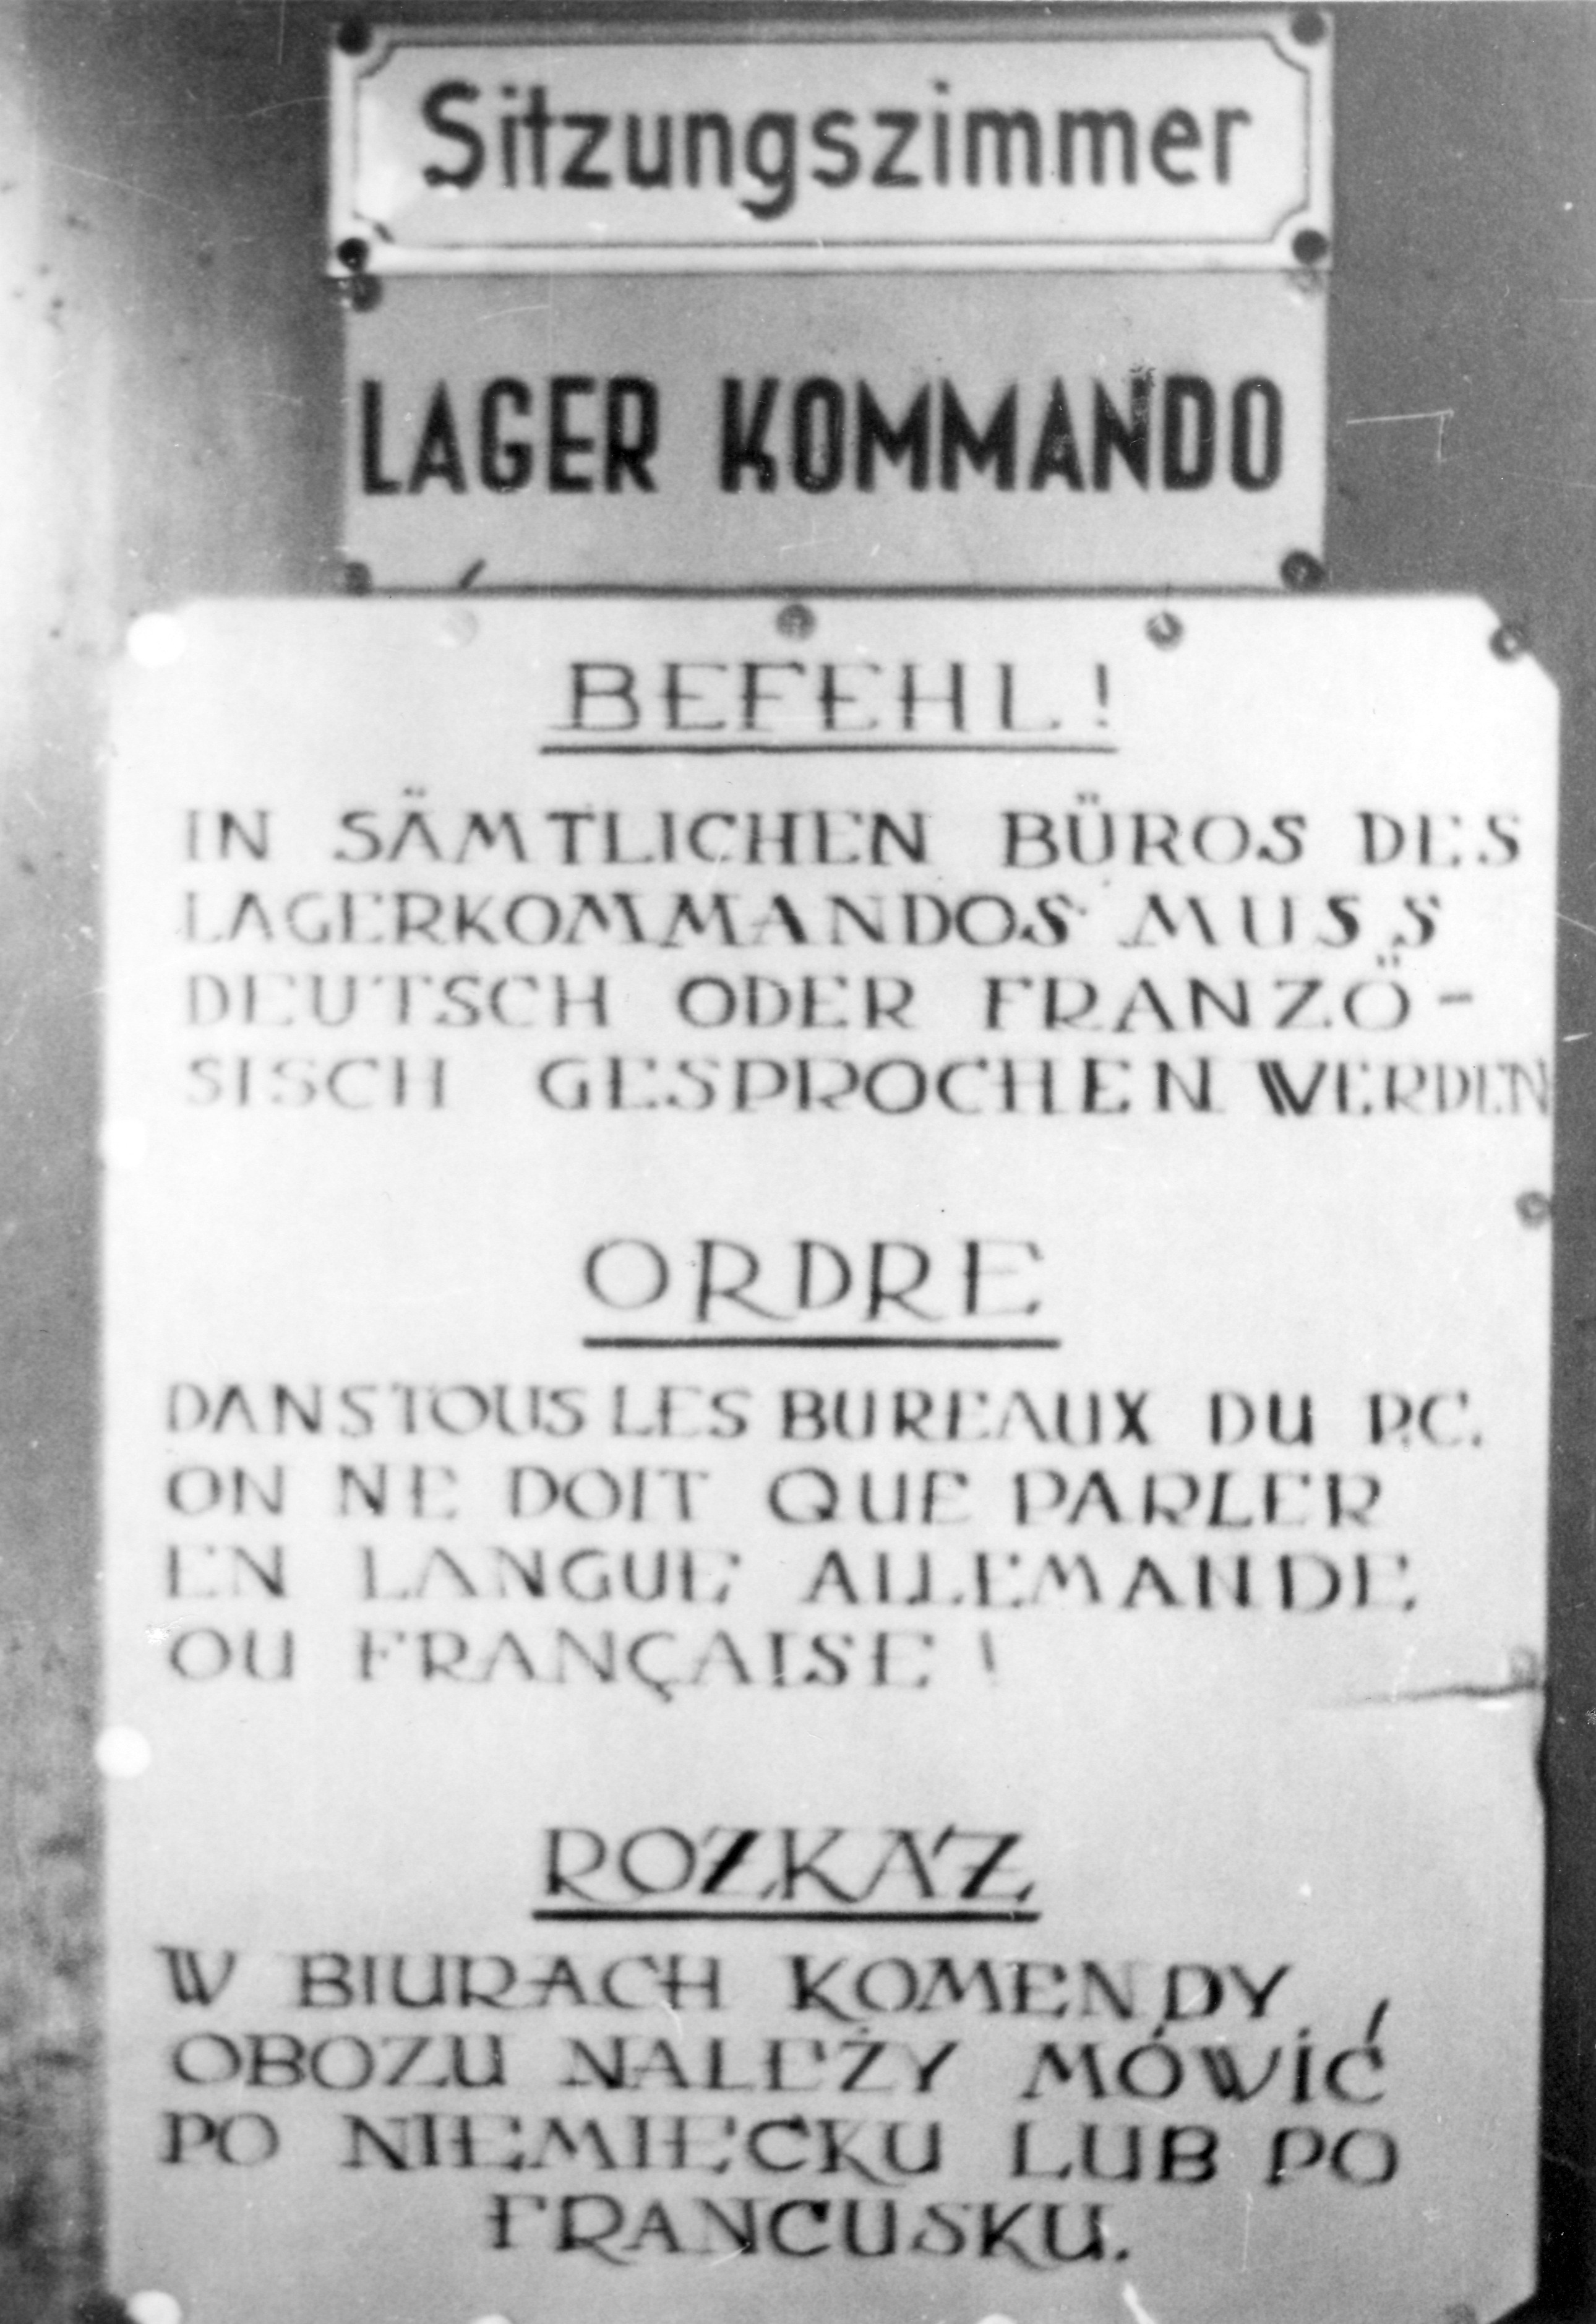 Sitzungszimmer
LAGER KOMMANDO
BEFEHL!
IN SÄMTLICHEN BÜROS DES
LAGERKOMMANDOS MUSS
DEUTSCH ODER FRANZÖ-
SISCH GESPROCHEN WERDEN
ORDRE
DANS TOUS LES BUREAUX DU P.C.
ON NE DOIT QUE PARLER
EN LANGUE ALLEMANDE
OU FRANÇAISE!
ROZKAZ
W BIURACH KOMENDY
OBOZU NALEŻY MÓWIĆ
PO NIEMIECKU LUB PO
FRANCUSKU.